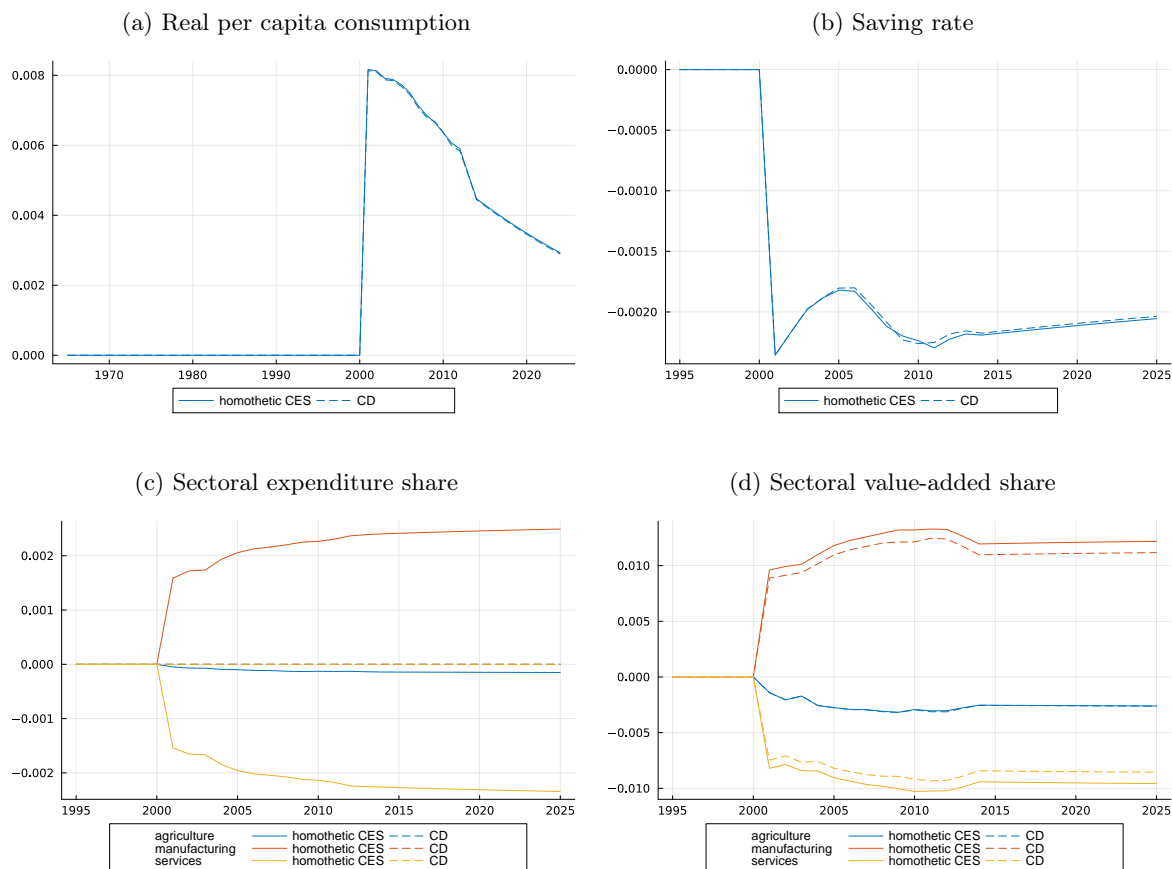 (a) Real per capita consumption
0.008
0.006
0.004
0.002
0.000
1970 1980 1990 2000 2010 2020
homothetic CES CD
(b) Saving rate
0.0000
−0.0005
−0.0010
−0.0015
−0.0020
1995 2000 2005 2010 2015 2020 2025
homothetic CES CD
(c) Sectoral expenditure share
0.002
0.001
0.000
−0.001
−0.002
1995 2000 2005 2010 2015 2020 2025
agriculture homothetic CES CD
manufacturing homothetic CES CD
services homothetic CES CD
(d) Sectoral value-added share
0.010
0.005
0.000
−0.005
−0.010
1995 2000 2005 2010 2015 2020 2025
agriculture homothetic CES CD
manufacturing homothetic CES CD
services homothetic CES CD